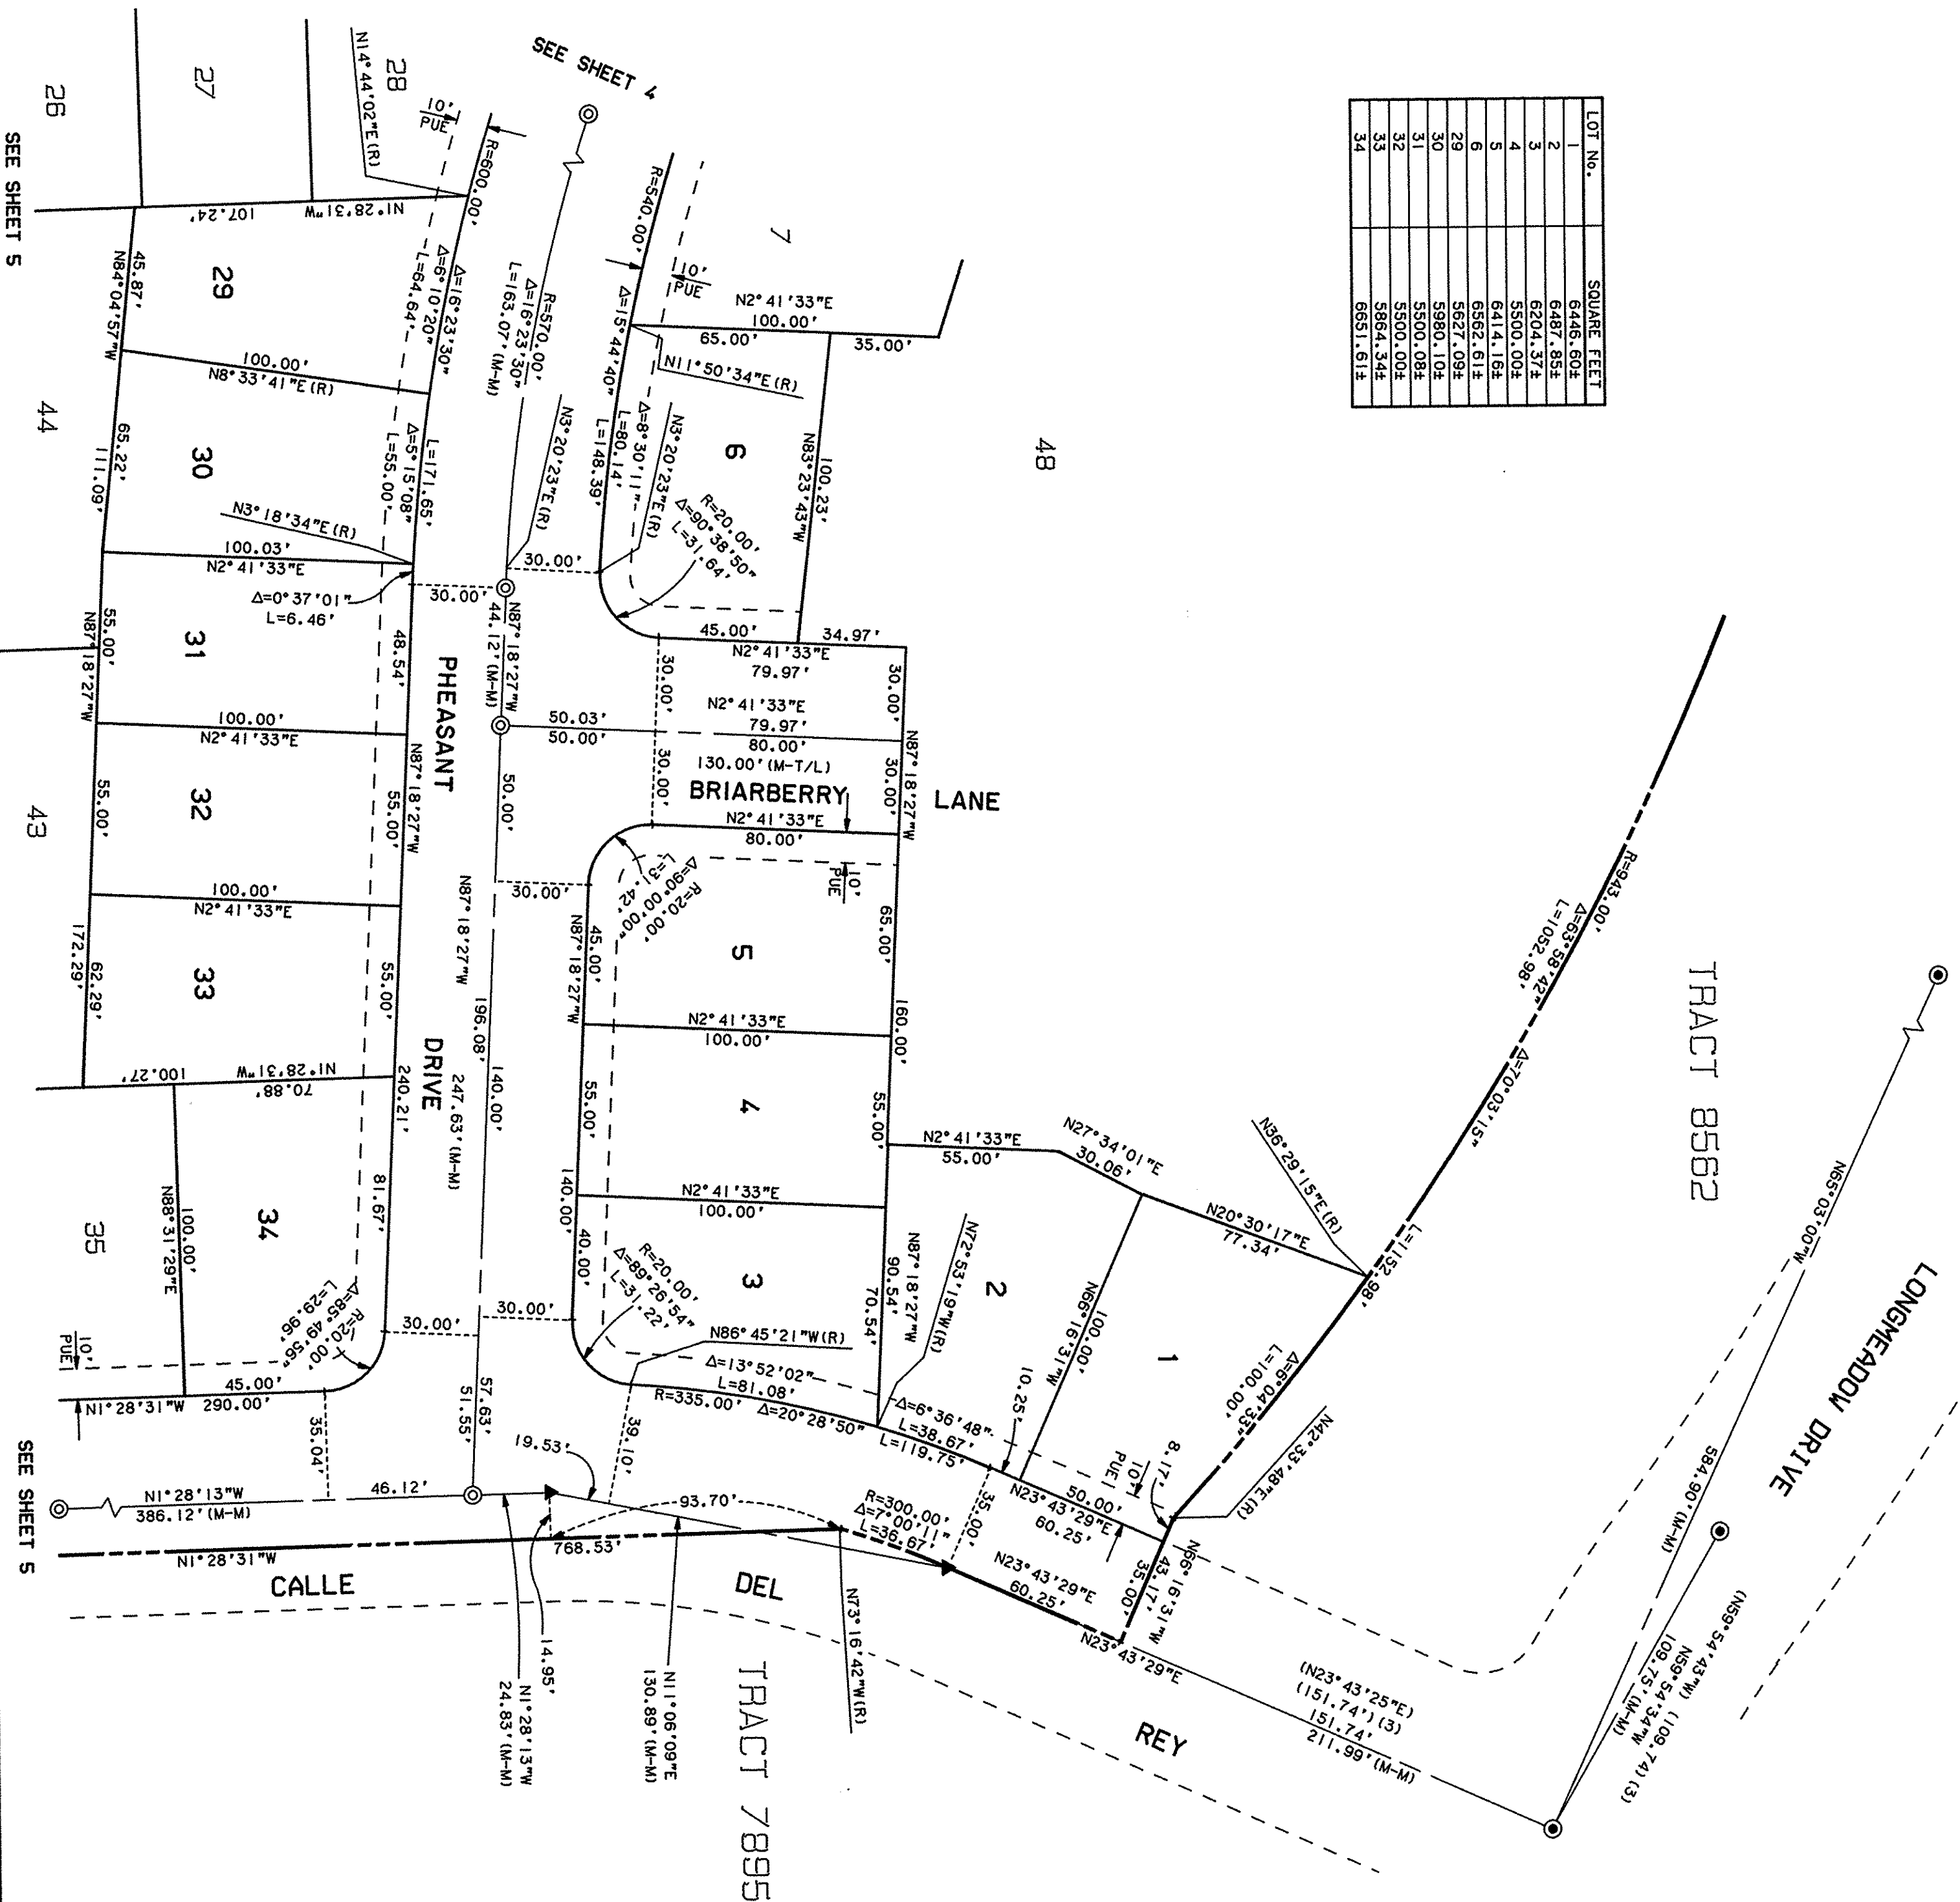 LOT No. SQUARE FEET
1 6446.60±
2 6487.85±
3 6204.37±
4 5500.00±
5 6414.16±
6 6562.61±
29 5627.09±
30 5980.10±
31 5500.08±
32 5500.00±
33 5864.34±
34 6651.61±
SEE SHEET 4
28
27
26
N14°44'02"E(R)
10'
PUE
R=600.00'
SEE SHEET 5
N1°28'31"W
107.24'
29
45.87'
N84°04'57"W
Δ=16°23'30"
Δ=6°10'20"
L=64.64'
R=570.00'
Δ=16°23'30"
L=163.07'(M-M)
R=540.00'
10'
PUE
7
N2°41'33"E
100.00'
65.00'
35.00'
Δ=15°44'40"
N11°50'34"E(R)
L=148.39'
Δ=8°30'11"
L=80.14'
N3°20'23"E(R)
N3°20'23"E(R)
6
N83°23'43"W
100.23'
48
R=20.00'
Δ=90°38'50"
L=31.64'
100.00'
N8°33'41"E(R)
30
44
65.22'
111.09'
L=171.65'
Δ=5°15'08"
L=55.00'
N3°18'34"E(R)
100.03'
N2°41'33"E
Δ=0°37'01"
L=6.46'
30.00'
30.00'
N87°18'27"W
44.12'(M-M)
31
55.00'
N87°18'27"W
48.54'
PHEASANT
45.00'
34.97'
N2°41'33"E
79.97'
30.00'
30.00'
N2°41'33"E
50.03'
79.97'
50.00'
80.00'
130.00'(M-T/L)
N87°18'27"W
30.00'
30.00'
BRIARBERRY
LANE
N2°41'33"E
80.00'
10'
PUE
R=20.00'
Δ=90°00'00"
L=31.42'
100.00'
N2°41'33"E
32
43
55.00'
N87°18'27"W
55.00'
50.00'
30.00'
100.00'
N2°41'33"E
33
172.29'
62.29'
55.00'
N87°18'27"W
196.08'
140.00'
45.00'
N87°18'27"W
5
65.00'
160.00'
N2°41'33"E
100.00'
4
55.00'
55.00'
140.00'
N2°41'33"E
100.00'
DRIVE
247.63'(M-M)
240.21'
N1°28'31"W
100.27'
70.88'
34
81.67'
N88°31'29"E
100.00'
35
R=20.00'
Δ=85°49'56"
L=29.96'
10'
PUE
45.00'
N1°28'31"W 290.00'
35.04'
30.00'
30.00'
40.00'
R=20.00'
Δ=89°26'54"
L=31.22'
3
N87°18'27"W
90.54'
70.54'
N72°53'19"W(R)
N86°45'21"W(R)
Δ=13°52'02"
L=81.08'
R=335.00' Δ=20°28'50"
L=119.75'
Δ=6°36'48"
L=38.67'
2
N2°41'33"E
55.00'
N27°34'01"E
30.06'
N20°30'17"E
77.34'
N36°29'15"E(R)
N66°16'31"W
100.00'
10.25'
1
R=943.00'
Δ=63°58'42"
L=1052.98'
Δ=70°03'15"
L=1152.98'
Δ=6°04'33"
L=100.00'
N42°33'48"E(R)
8.17'
10'
PUE
50.00'
N23°43'29"E
60.25'
N66°16'31"W
43.17'
35.00'
TRACT 8562
LONGMEADOW DRIVE
N65°03'00"W
584.90'(M-M)
(N59°54'43"W) (109.74)(3)
N59°54'34"W
109.75'(M-M)
(N23°43'25"E)
(151.74')(3)
151.74'
211.99'(M-M)
N23°43'29"E
N23°43'29"E
60.25'
35.00'
R=300.00'
Δ=7°00'11"
L=36.67'
93.70'
39.10'
19.53'
57.63'
51.55'
46.12'
N1°28'13"W
386.12'(M-M)
768.53'
N1°28'31"W
CALLE
DEL
REY
N73°16'42"W(R)
14.95'
N1°28'13"W
24.83'(M-M)
N11°06'09"E
130.89'(M-M)
TRACT 7895
SEE SHEET 5